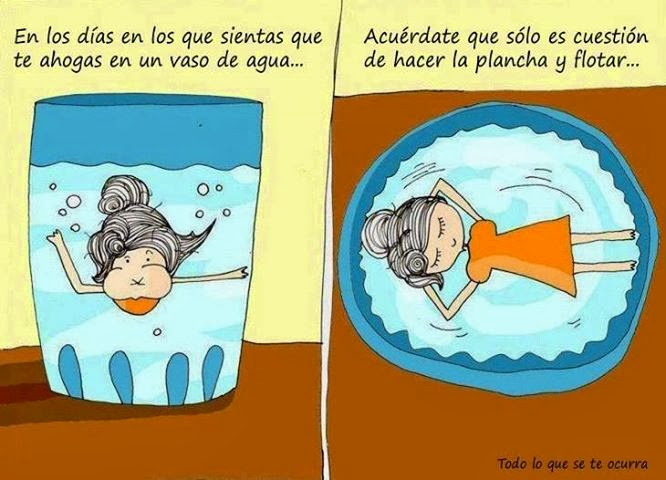 En los días en los que sientas que
te ahogas en un vaso de agua...
Acuérdate que sólo es cuestión
de hacer la plancha y flotar...
Todo lo que se te ocurra